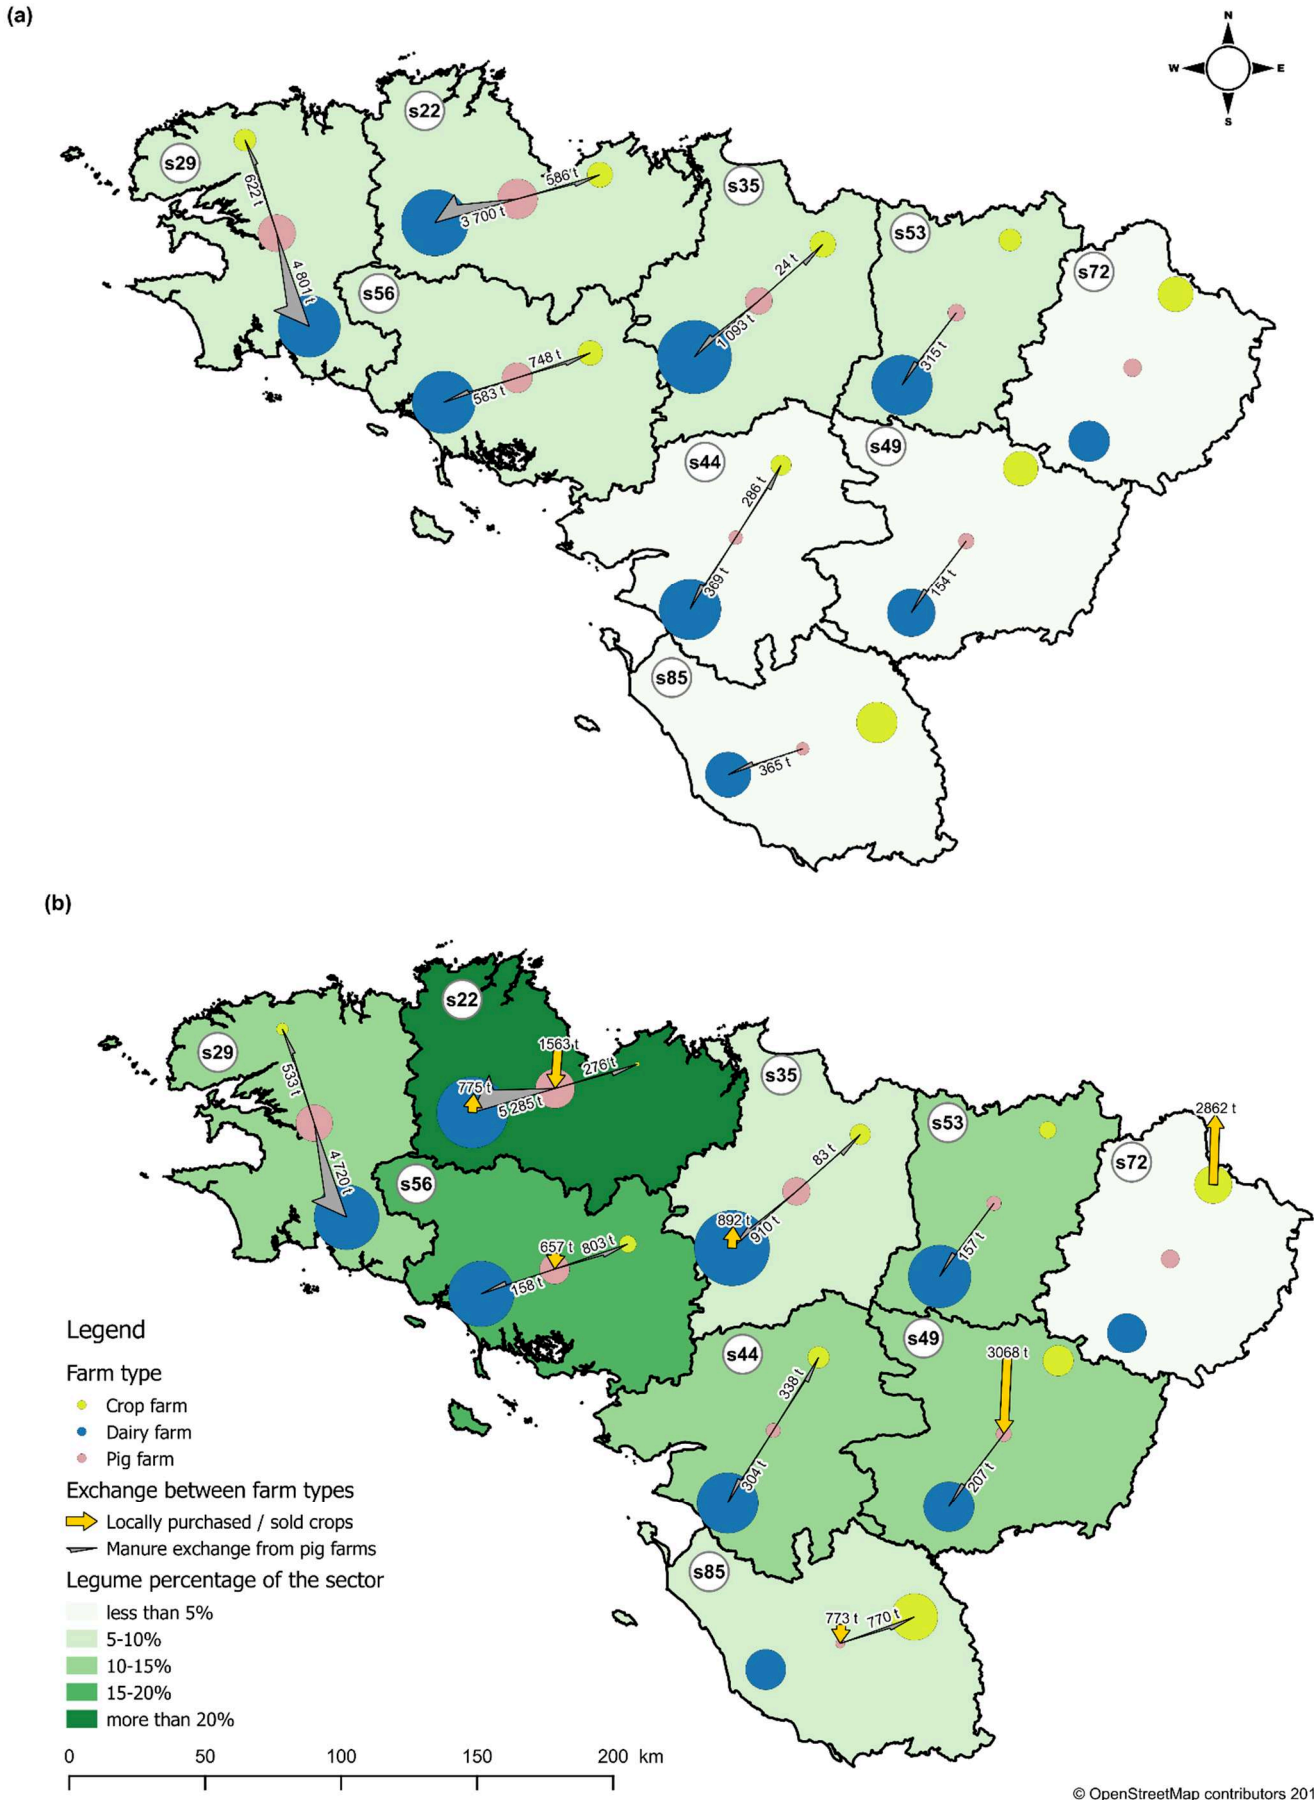 (a)
N
W E
S
s22
s29
586 t
s35
622 t
3 700 t
s53
24 t
s72
4 801 t
s56
748 t
1 093 t
315 t
583 t
s44
s49
286 t
369 t
154 t
s85
365 t
(b)
s22
s29
1563 t
276 t
775 t
5 285 t
533 t
s35
s53
2862 t
s72
83 t
4 720 t
s56
892 t
910 t
657 t
803 t
157 t
158 t
s44
s49
3068 t
338 t
304 t
207 t
s85
773 t
770 t
Legend
Farm type
Crop farm
Dairy farm
Pig farm
Exchange between farm types
Locally purchased / sold crops
Manure exchange from pig farms
Legume percentage of the sector
less than 5%
5-10%
10-15%
15-20%
more than 20%
0 50 100 150 200 km
© OpenStreetMap contributors 201